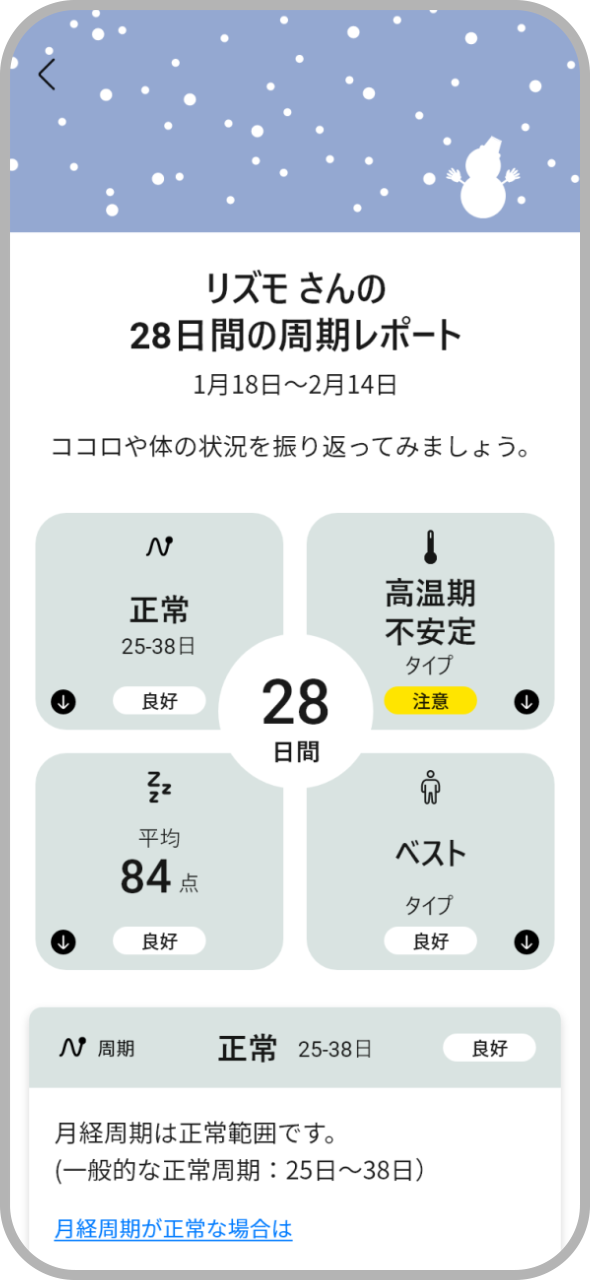 リズモ さんの
28日間の周期レポート
1月18日～2月14日
ココロや体の状況を振り返ってみましょう。
正常
25-38日
良好
高温期
不安定
タイプ
注意
28
日間
Zzz
平均
84 点
良好
ベスト
タイプ
良好
周期 正常 25-38日 良好
月経周期は正常範囲です。
(一般的な正常周期：25日～38日）
月経周期が正常な場合は